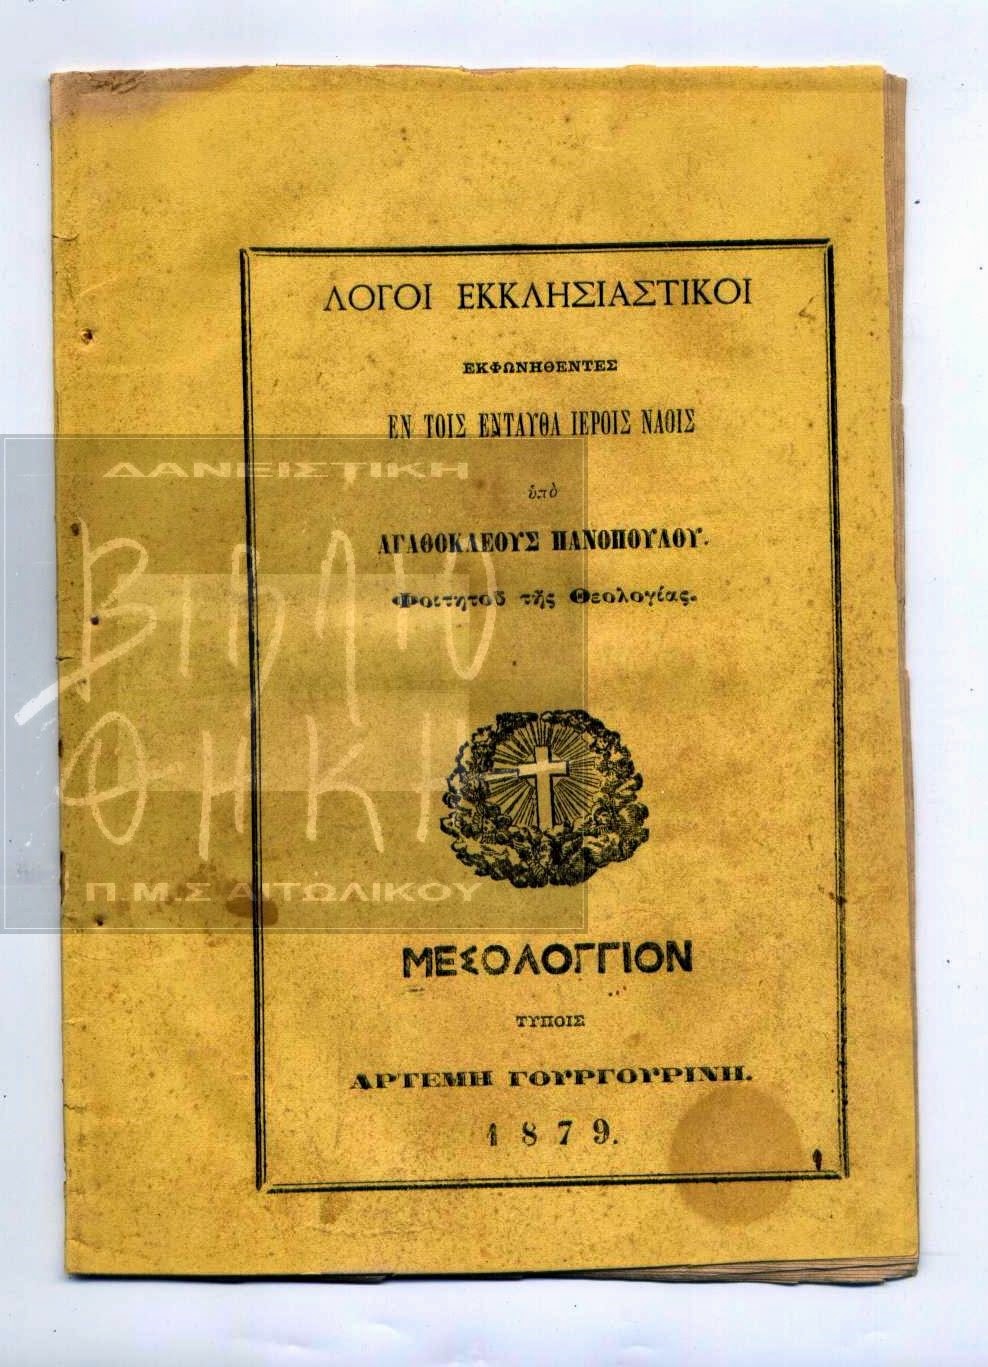 ΛΟΓΟΙ ΕΚΚΛΗΣΙΑΣΤΙΚΟΙ
ΕΚΦΩΝΗΘΕΝΤΕΣ
ΕΝ ΤΟΙΣ ΕΝΤΑΥΘΑ ΙΕΡΟΙΣ ΝΑΟΙΣ
ὑπὸ
ΑΓΑΘΟΚΛΕΟΥΣ ΠΑΝΟΠΟΥΛΟΥ.
Φοιτητοῦ τῆς Θεολογίας.
ΜΕΣΟΛΟΓΓΙΟΝ
ΤΥΠΟΙΣ
ΑΡΤΕΜΗ ΓΟΥΡΓΟΥΡΙΝΗ.
1879.
ΔΑΝΕΙΣΤΙΚΗ
ΒΙΒΛΙΟ
ΘΗΚΗ
Π.Μ.Σ ΑΙΤΩΛΙΚΟΥ